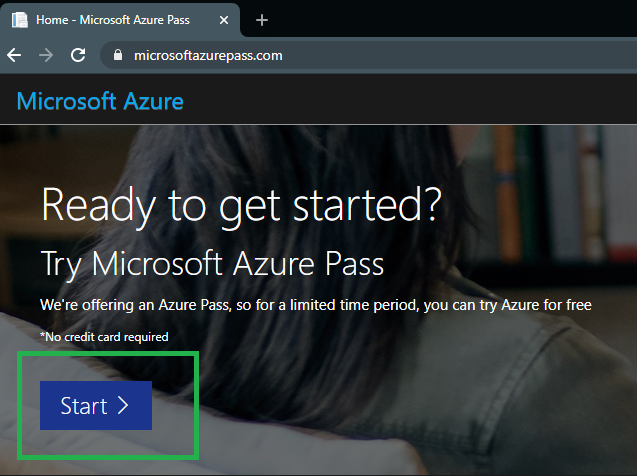 Home - Microsoft Azure Pass
microsoftazurepass.com
Microsoft Azure
Ready to get started?
Try Microsoft Azure Pass
We're offering an Azure Pass, so for a limited time period, you can try Azure for free
*No credit card required
Start